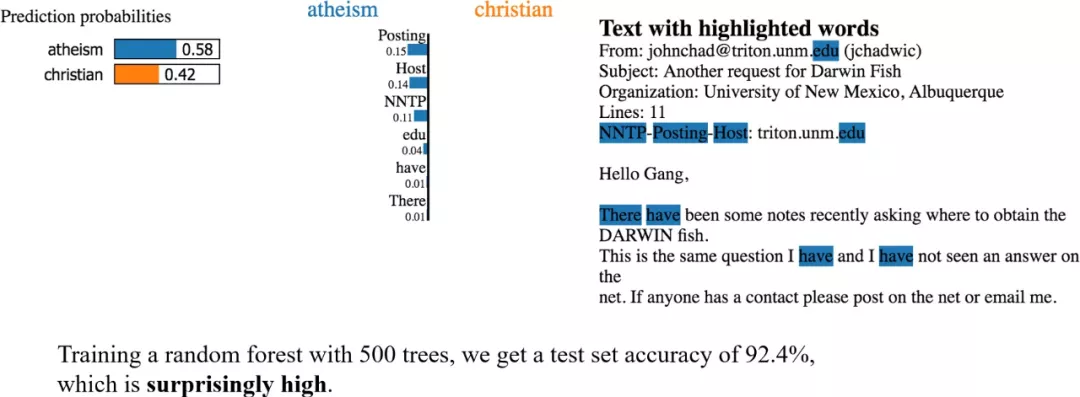 Prediction probabilities
atheism 0.58
christian 0.42
atheism christian
Posting
0.15
Host
0.14
NNTP
0.11
edu
0.04
have
0.01
There
0.01
Text with highlighted words
From: johnchad@triton.unm.edu (jchadwic)
Subject: Another request for Darwin Fish
Organization: University of New Mexico, Albuquerque
Lines: 11
NNTP-Posting-Host: triton.unm.edu
Hello Gang,
There have been some notes recently asking where to obtain the
DARWIN fish.
This is the same question I have and I have not seen an answer on
the
net. If anyone has a contact please post on the net or email me.
Training a random forest with 500 trees, we get a test set accuracy of 92.4%,
which is surprisingly high.